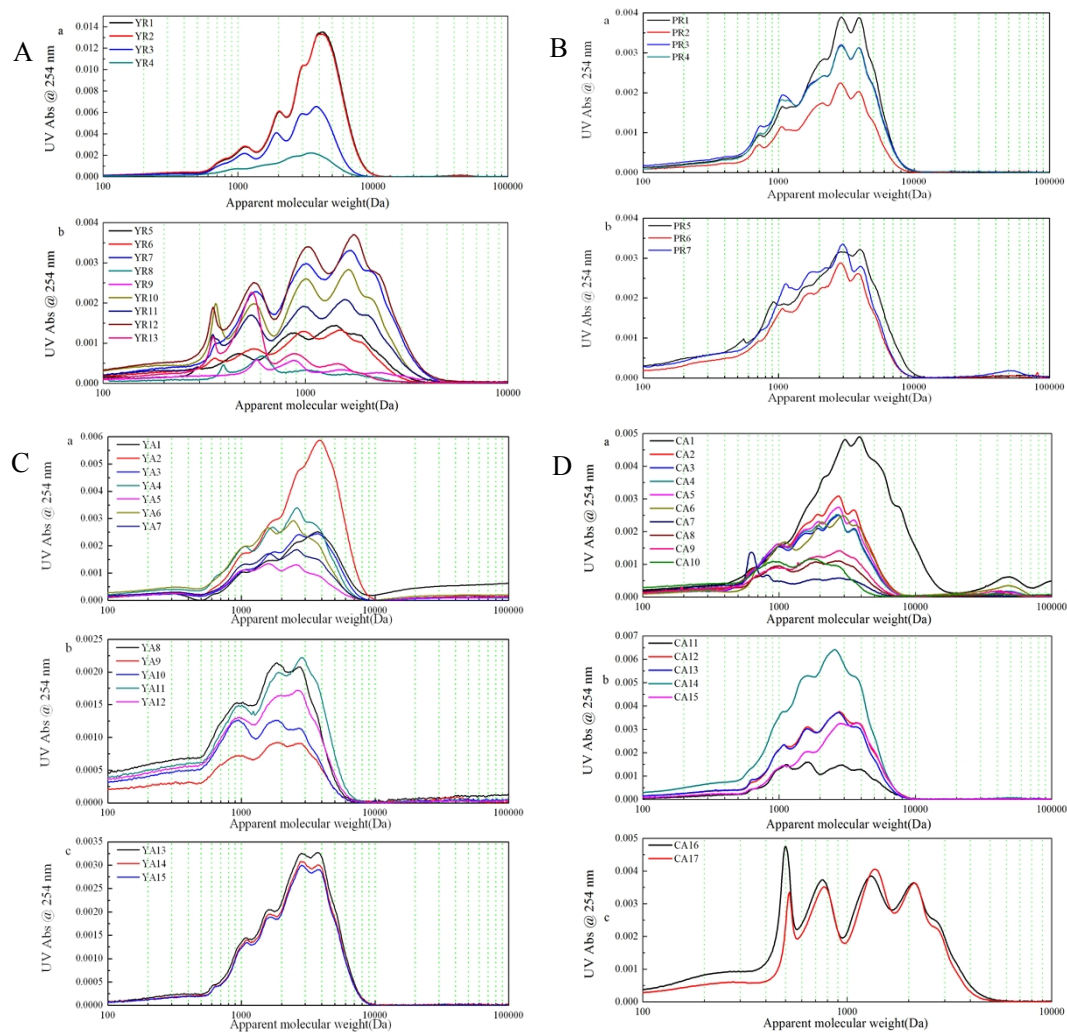 A
a
YR1
YR2
YR3
YR4
UV Abs @ 254 nm
0.014
0.012
0.010
0.008
0.006
0.004
0.002
0.000
100
1000
10000
100000
Apparent molecular weight(Da)
b
YR5
YR6
YR7
YR8
YR9
YR10
YR11
YR12
YR13
UV Abs @ 254 nm
0.004
0.003
0.002
0.001
0.000
100
1000
10000
Apparent molecular weight(Da)
B
a
PR1
PR2
PR3
PR4
UV Abs @ 254 nm
0.004
0.003
0.002
0.001
0.000
100
1000
10000
100000
Apparent molecular weight(Da)
b
PR5
PR6
PR7
UV Abs @ 254 nm
0.004
0.003
0.002
0.001
0.000
100
1000
10000
100000
Apparent molecular weight(Da)
C
a
YA1
YA2
YA3
YA4
YA5
YA6
YA7
UV Abs @ 254 nm
0.006
0.005
0.004
0.003
0.002
0.001
0.000
100
1000
10000
100000
Apparent molecular weight(Da)
b
YA8
YA9
YA10
YA11
YA12
UV Abs @ 254 nm
0.0025
0.0020
0.0015
0.0010
0.0005
0.0000
100
1000
10000
100000
Apparent molecular weight(Da)
c
YA13
YA14
YA15
UV Abs @ 254 nm
0.0035
0.0030
0.0025
0.0020
0.0015
0.0010
0.0005
0.0000
100
1000
10000
100000
Apparent molecular weight(Da)
D
a
CA1
CA2
CA3
CA4
CA5
CA6
CA7
CA8
CA9
CA10
UV Abs @ 254 nm
0.005
0.004
0.003
0.002
0.001
0.000
100
1000
10000
100000
Apparent molecular weight(Da)
b
CA11
CA12
CA13
CA14
CA15
UV Abs @ 254 nm
0.007
0.006
0.005
0.004
0.003
0.002
0.001
0.000
100
1000
10000
100000
Apparent molecular weight(Da)
c
CA16
CA17
UV Abs @ 254 nm
0.005
0.004
0.003
0.002
0.001
0.000
100
1000
10000
Apparent molecular weight(Da)